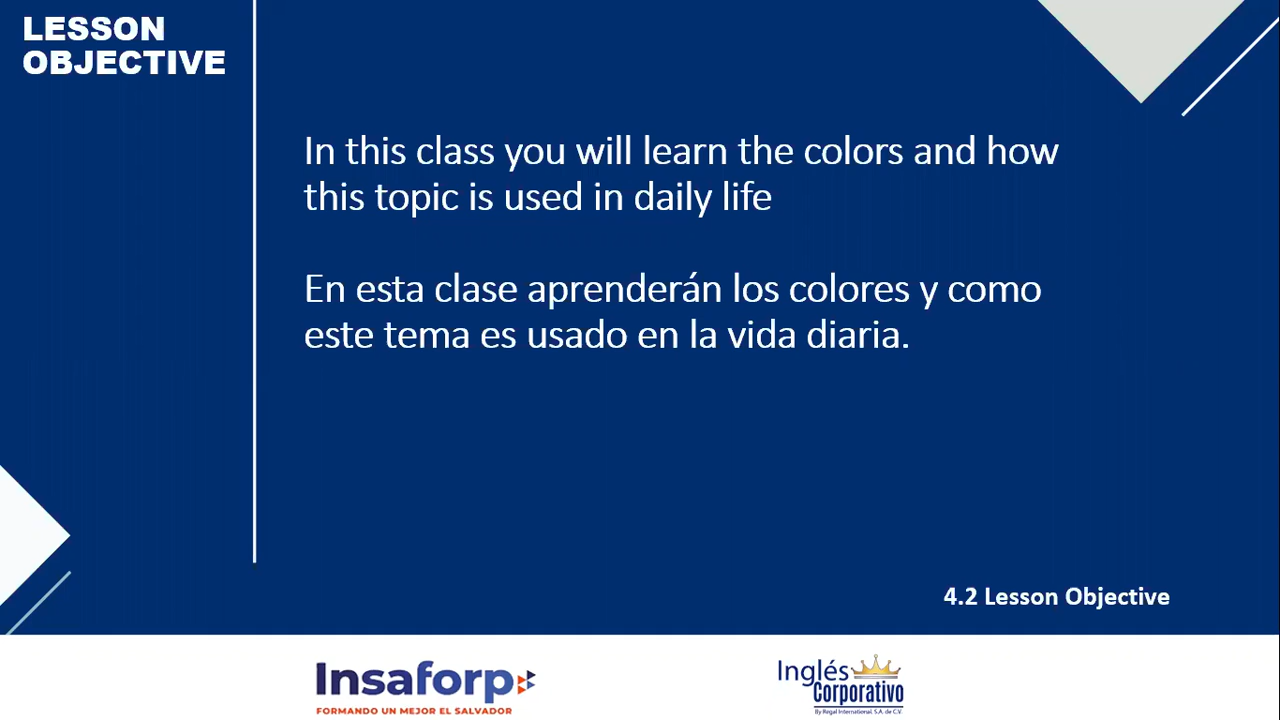 LESSON
OBJECTIVE
In this class you will learn the colors and how
this topic is used in daily life
En esta clase aprenderán los colores y como
este tema es usado en la vida diaria.
4.2 Lesson Objective
Insaforp
FORMANDO UN MEJOR EL SALVADOR
Inglés
Corporativo
By Regal International, S.A. de C.V.